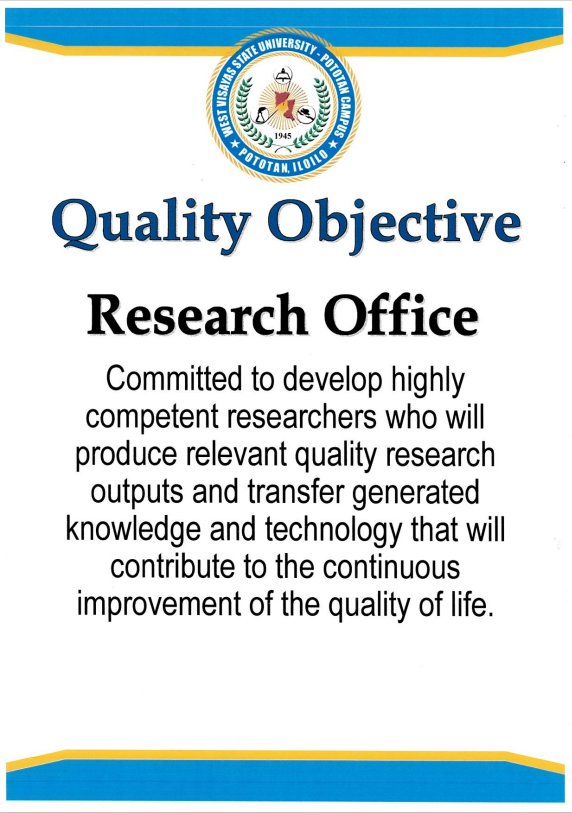 WEST VISAYAS STATE UNIVERSITY - POTOTAN CAMPUS
1945
★ POTOTAN, ILOILO ★
Quality Objective
Research Office
Committed to develop highly
competent researchers who will
produce relevant quality research
outputs and transfer generated
knowledge and technology that will
contribute to the continuous
improvement of the quality of life.